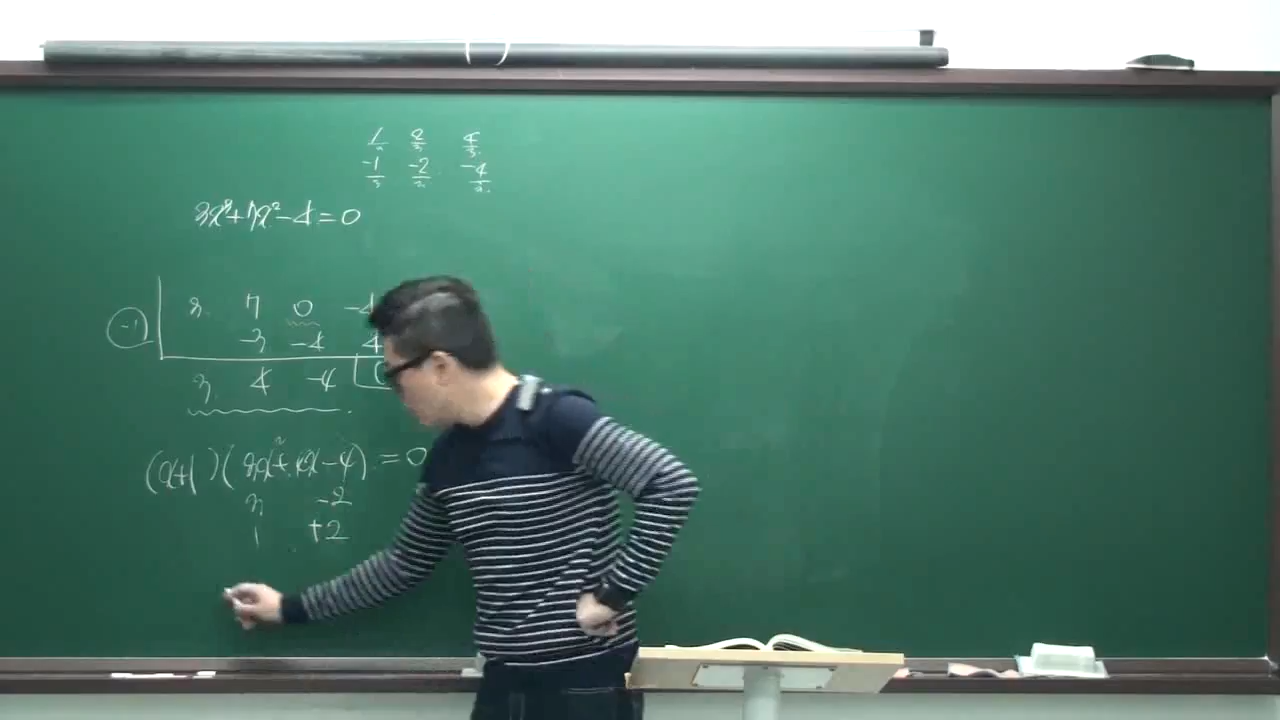 1/3 2/3 4/3
-1/3 -2/3 -4/3
3x³+7x²-4=0
-1 | 3 7 0 -4
-3 -4 4
3 4 -4
(x+1)(3x²+4x-4)=0
3 -2
1 +2